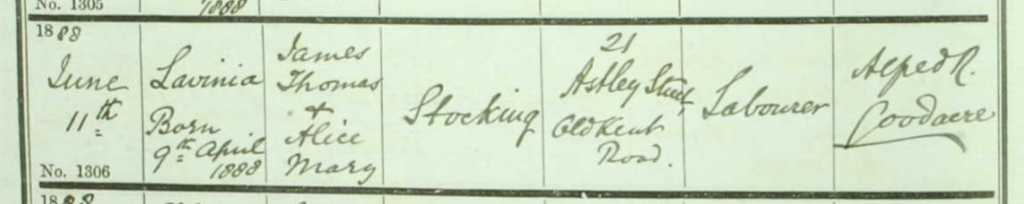 No. 1305
1888
1888
June
11th
No. 1306
Lavinia
Born
9th April
1888
James
Thomas
+
Alice
Mary
Stocking
21
Astley Street,
Old Kent
Road.
Labourer
Alfred R.
Goodacre
1888